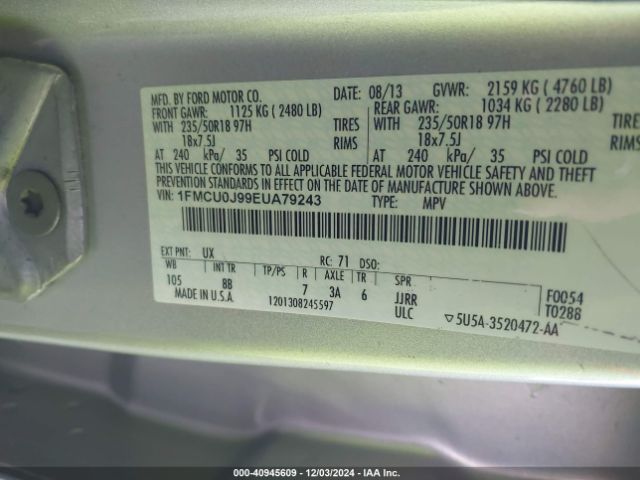 MFD. BY FORD MOTOR CO. DATE: 08/13 GVWR: 2159 KG ( 4760 LB)
FRONT GAWR: 1125 KG ( 2480 LB) REAR GAWR: 1034 KG ( 2280 LB)
WITH 235/50R18 97H TIRES WITH 235/50R18 97H TIRES
18x7.5J RIMS 18x7.5J RIMS
AT 240 kPa/ 35 PSI COLD AT 240 kPa/ 35 PSI COLD
THIS VEHICLE CONFORMS TO ALL APPLICABLE FEDERAL MOTOR VEHICLE SAFETY AND THEFT
PREVENTION STANDARDS IN EFFECT ON THE DATE OF MANUFACTURE SHOWN ABOVE.
VIN: 1FMCU0J99EUA79243 TYPE: MPV
EXT PNT: UX RC: 71 DSO:
WB INT TR TP/PS R AXLE TR SPR
105 8B 7 3A 6 JJRR F0054
MADE IN U.S.A. 1201308245597 ULC T0288
▽5U5A-3520472-AA
000-40945609 - 12/03/2024 - IAA Inc.